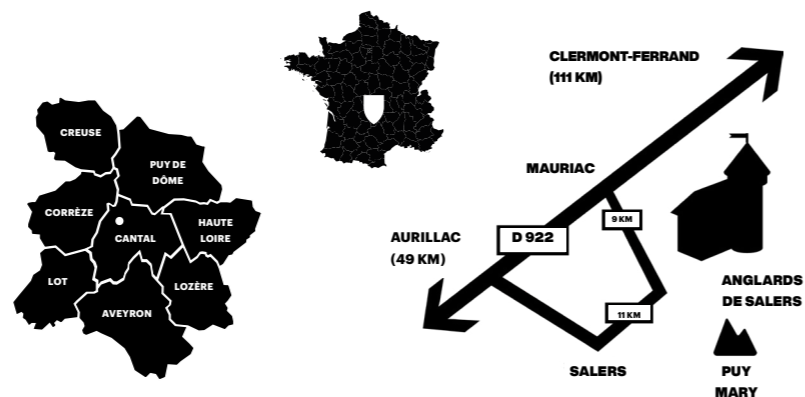 CREUSE
PUY DE
DÔME
CORRÈZE
CANTAL
HAUTE
LOIRE
LOT
LOZÈRE
AVEYRON
CLERMONT-FERRAND
(111 KM)
MAURIAC
9 KM
AURILLAC
(49 KM)
D 922
ANGLARDS
DE SALERS
11 KM
SALERS
PUY
MARY